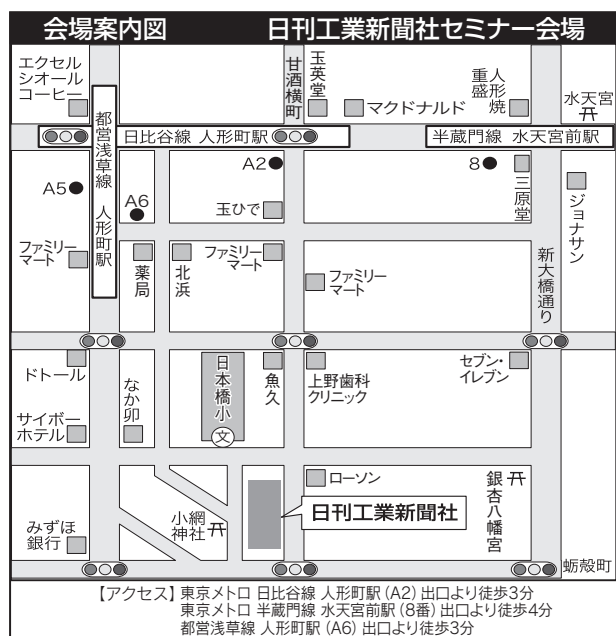 会場案内図 日刊工業新聞社セミナー会場
エクセル
シオール
コーヒー
甘酒横町
玉英堂
マクドナルド
人形焼
重盛
水天宮
都営浅草線 人形町駅
日比谷線 人形町駅
半蔵門線 水天宮前駅
A5
A6
A2
8
三原堂
ジョナサン
玉ひで
ファミリー
マート
薬局
北浜
ファミリー
マート
ファミリー
マート
新大橋通り
ドトール
なか卯
日本橋小
文
魚久
上野歯科
クリニック
セブン・
イレブン
サイボー
ホテル
ローソン
銀杏八幡宮
日刊工業新聞社
小網
神社
みずほ
銀行
蛎殻町
【アクセス】東京メトロ 日比谷線 人形町駅(A2)出口より徒歩3分
東京メトロ 半蔵門線 水天宮前駅(8番)出口より徒歩4分
都営浅草線 人形町駅(A6)出口より徒歩3分